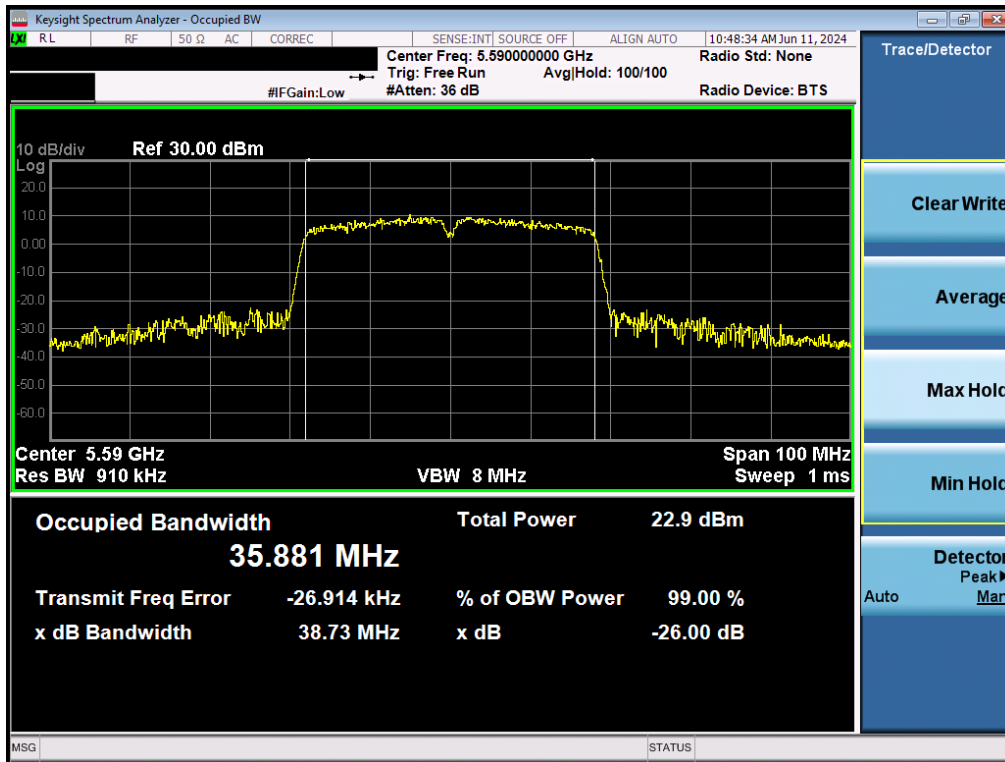 Keysight Spectrum Analyzer - Occupied BW
LXI RL RF 50 Ω AC CORREC SENSE:INT SOURCE OFF ALIGN AUTO 10:48:34 AM Jun 11, 2024
Center Freq: 5.590000000 GHz Radio Std: None
Trig: Free Run Avg|Hold: 100/100
#IFGain:Low #Atten: 36 dB Radio Device: BTS
10 dB/div Ref 30.00 dBm
Log
20.0
10.0
0.00
-10.0
-20.0
-30.0
-40.0
-50.0
-60.0
Center 5.59 GHz Span 100 MHz
Res BW 910 kHz VBW 8 MHz Sweep 1 ms
Occupied Bandwidth Total Power 22.9 dBm
35.881 MHz
Transmit Freq Error -26.914 kHz % of OBW Power 99.00 %
x dB Bandwidth 38.73 MHz x dB -26.00 dB
MSG STATUS
Trace/Detector
Clear Write
Average
Max Hold
Min Hold
Detector
Peak
Auto Man